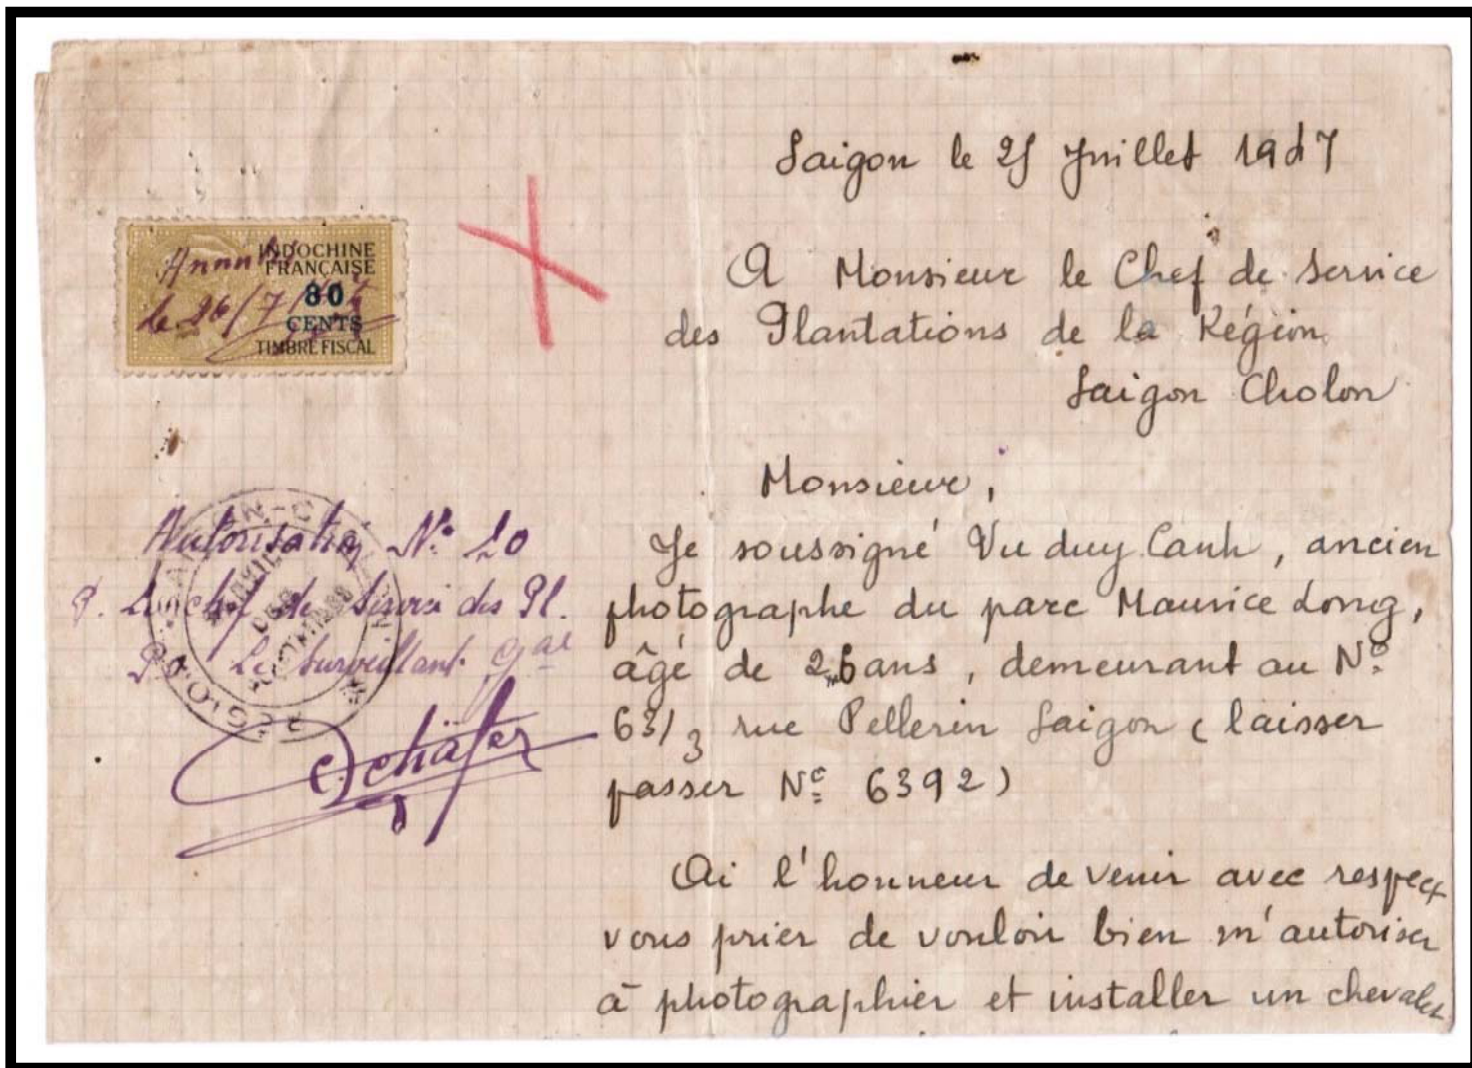 Saigon le 25 Juillet 1947
A Monsieur le Chef de Service
des Plantations de la Région
Saigon Cholon
INDOCHINE
FRANÇAISE
80
CENTS
TIMBRE FISCAL
le 26/7/
Monsieur,
Je soussigné Vu duy Canh, ancien
photographe du parc Maurice Long,
âgé de 26 ans, demeurant au Nº
63/3 rue Pellerin Saigon (laisser
passer Nº 6392)
Ai l'honneur de venir avec respect
vous prier de vouloir bien m'autoriser
à photographier et installer un chevalet
Autorisation Nº 20
P. Le chef de Service des Pl.
Le Surveillant Gal